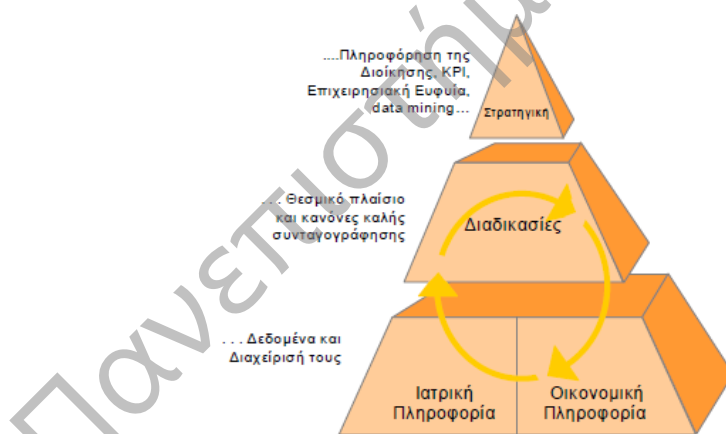 ....Πληροφόρηση της
Διοίκησης, KPI,
Επιχειρησιακή Ευφυία,
data mining...
Στρατηγική
. . . Θεσμικό πλαίσιο
και κανόνες καλής
συνταγογράφησης
Διαδικασίες
. . . Δεδομένα και
Διαχείρισή τους
Ιατρική
Πληροφορία
Οικονομική
Πληροφορία